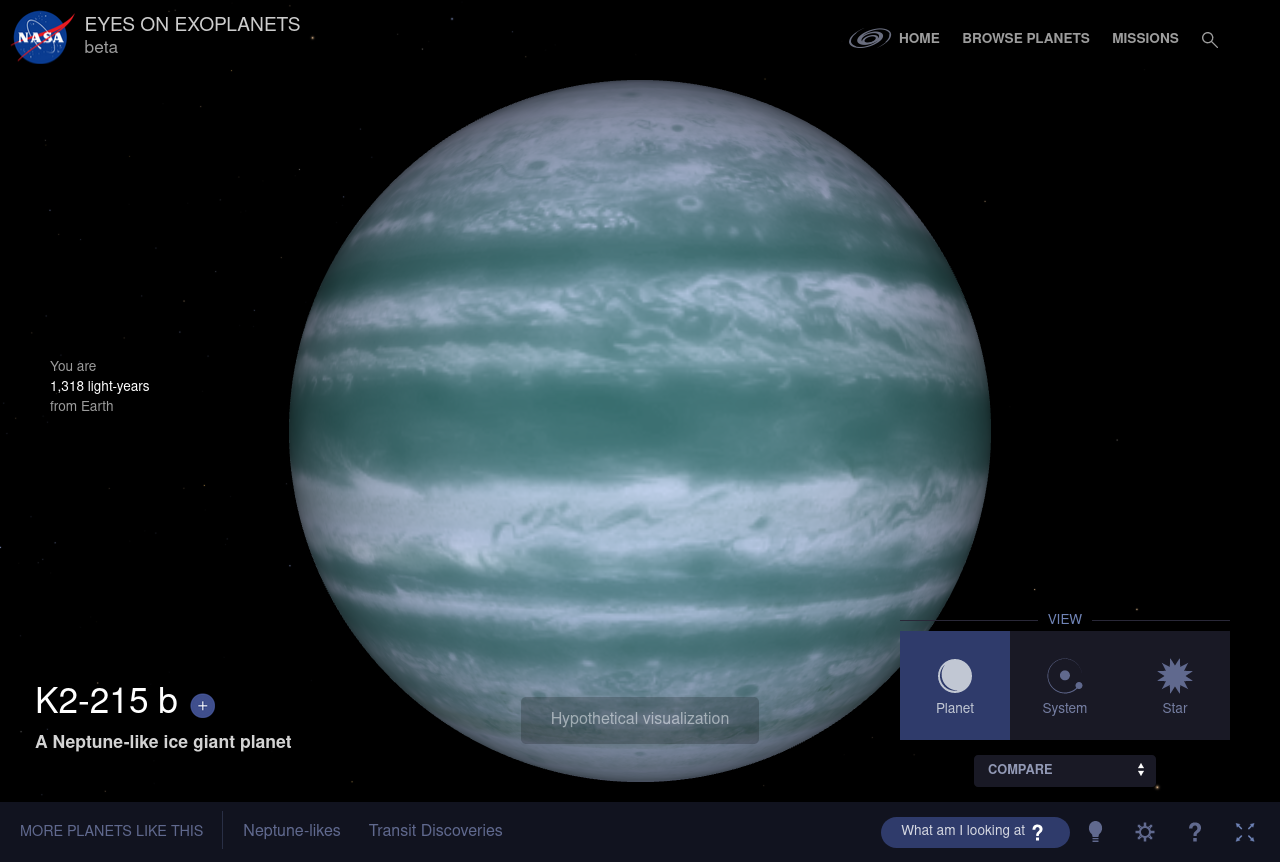 NASA
EYES ON EXOPLANETS
beta
HOME
BROWSE PLANETS
MISSIONS
You are
1,318 light-years
from Earth
VIEW
Planet
System
Star
K2-215 b +
A Neptune-like ice giant planet
Hypothetical visualization
COMPARE
MORE PLANETS LIKE THIS
Neptune-likes
Transit Discoveries
What am I looking at ?
?